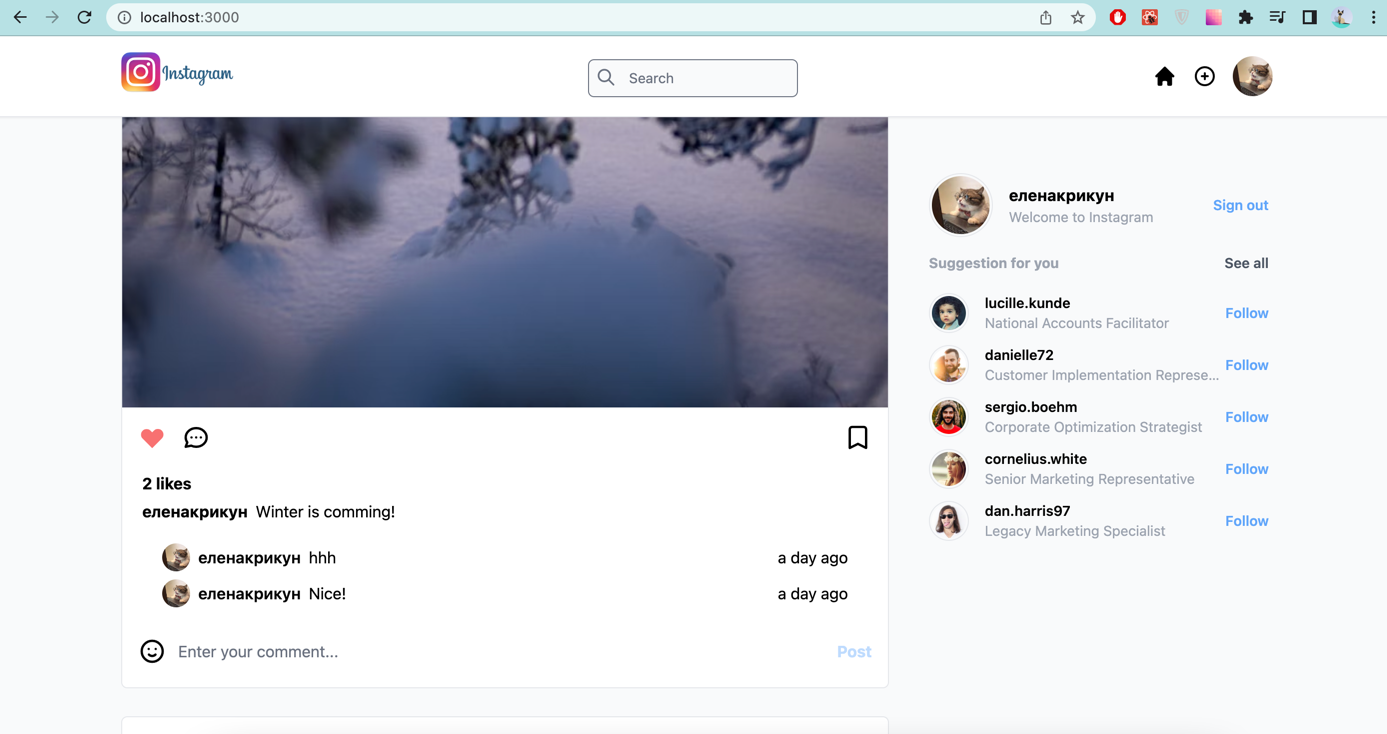 localhost:3000
Instagram
Search
еленакрикун
Welcome to Instagram
Sign out
Suggestion for you
See all
lucille.kunde
National Accounts Facilitator
Follow
danielle72
Customer Implementation Represe...
Follow
sergio.boehm
Corporate Optimization Strategist
Follow
cornelius.white
Senior Marketing Representative
Follow
dan.harris97
Legacy Marketing Specialist
Follow
2 likes
еленакрикун Winter is comming!
еленакрикун hhh a day ago
еленакрикун Nice! a day ago
Enter your comment... Post